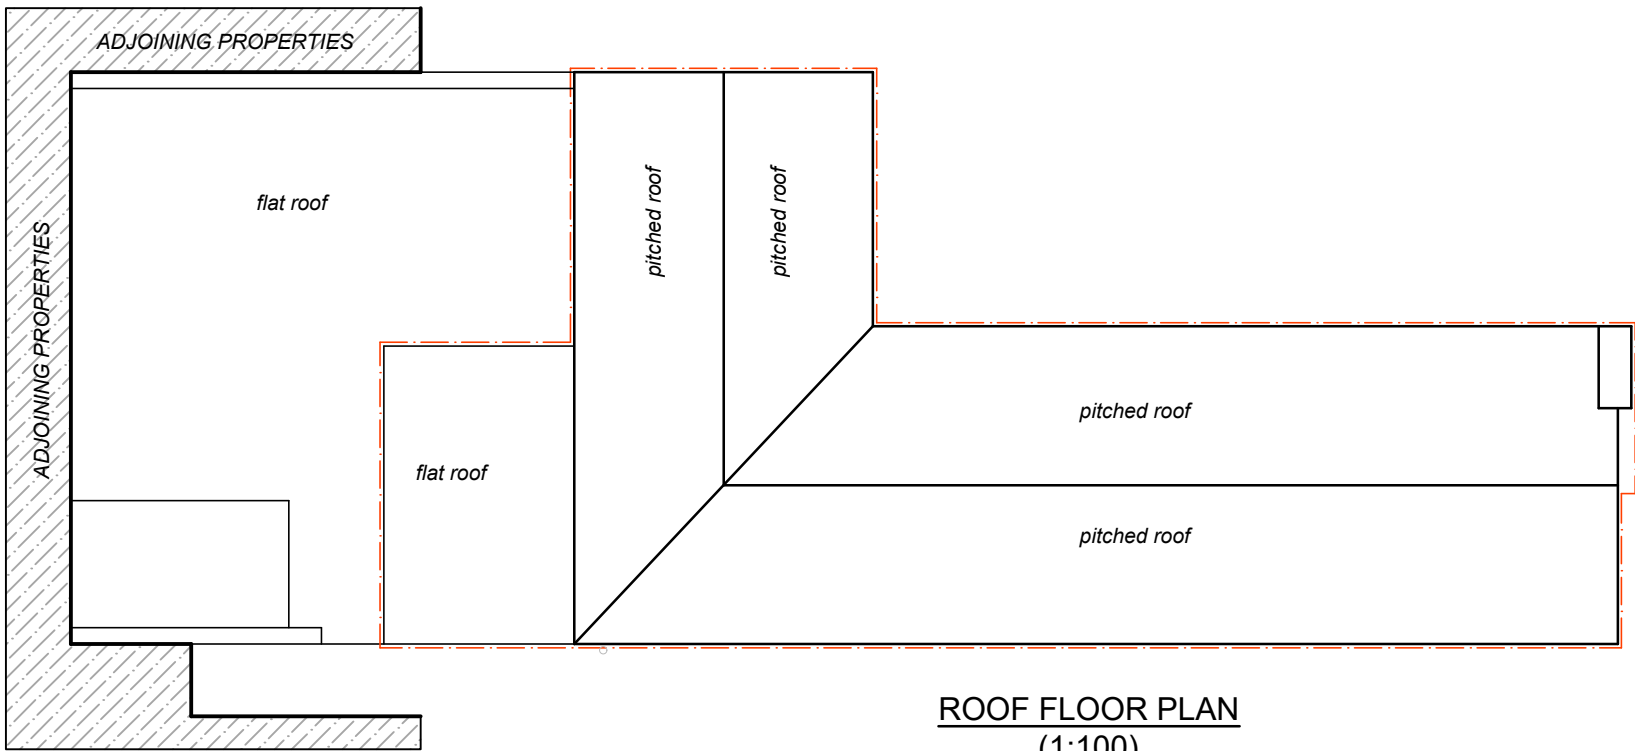 ADJOINING PROPERTIES
ADJOINING PROPERTIES
flat roof
flat roof
pitched roof
pitched roof
pitched roof
pitched roof
ROOF FLOOR PLAN
(1:100)